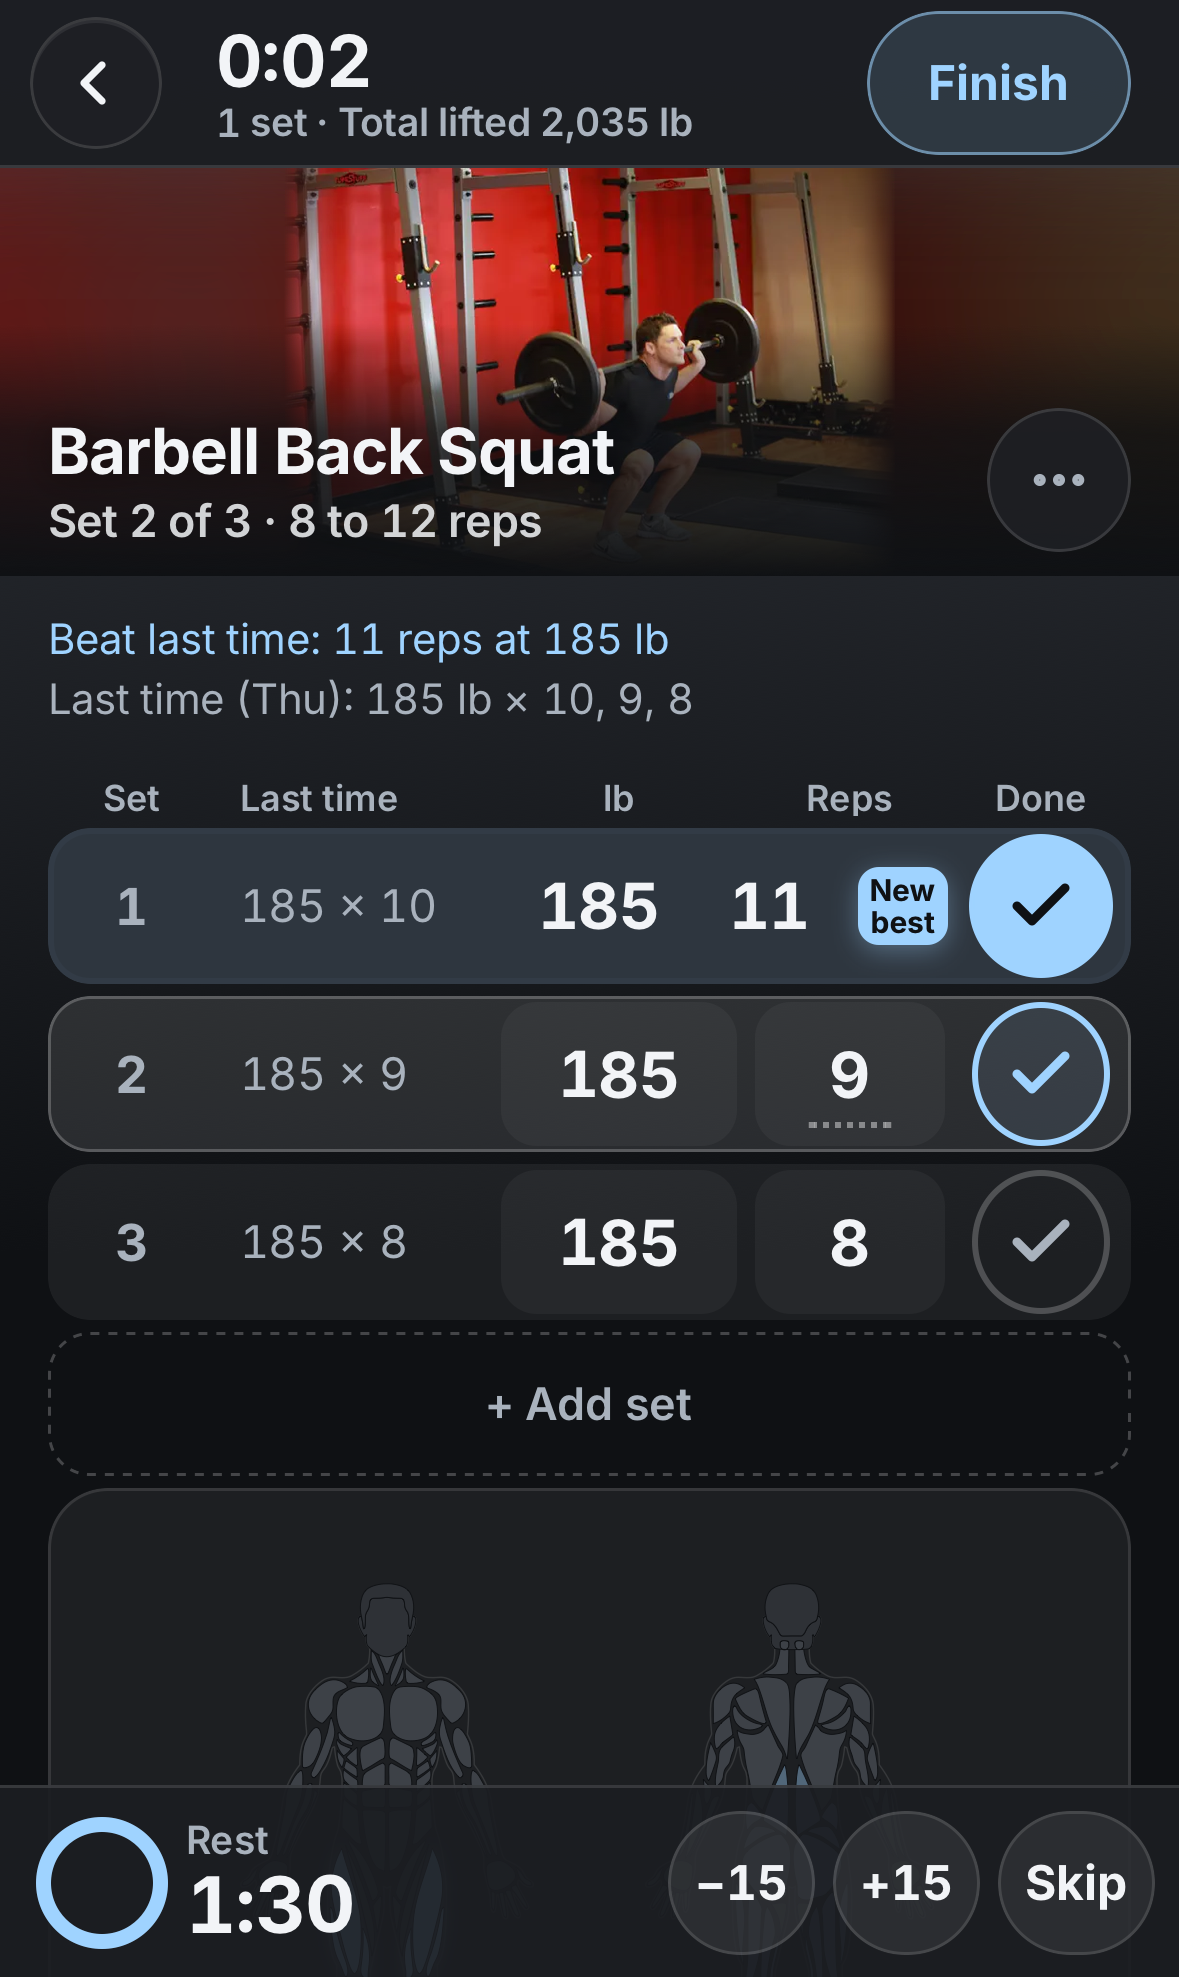 0:02
Finish
1 set · Total lifted 2,035 lb
Barbell Back Squat
Set 2 of 3 · 8 to 12 reps
Beat last time: 11 reps at 185 lb
Last time (Thu): 185 lb × 10, 9, 8
Set Last time lb Reps Done
1 185 × 10 185 11 New best
2 185 × 9 185 9
3 185 × 8 185 8
+ Add set
Rest
1:30 −15 +15 Skip